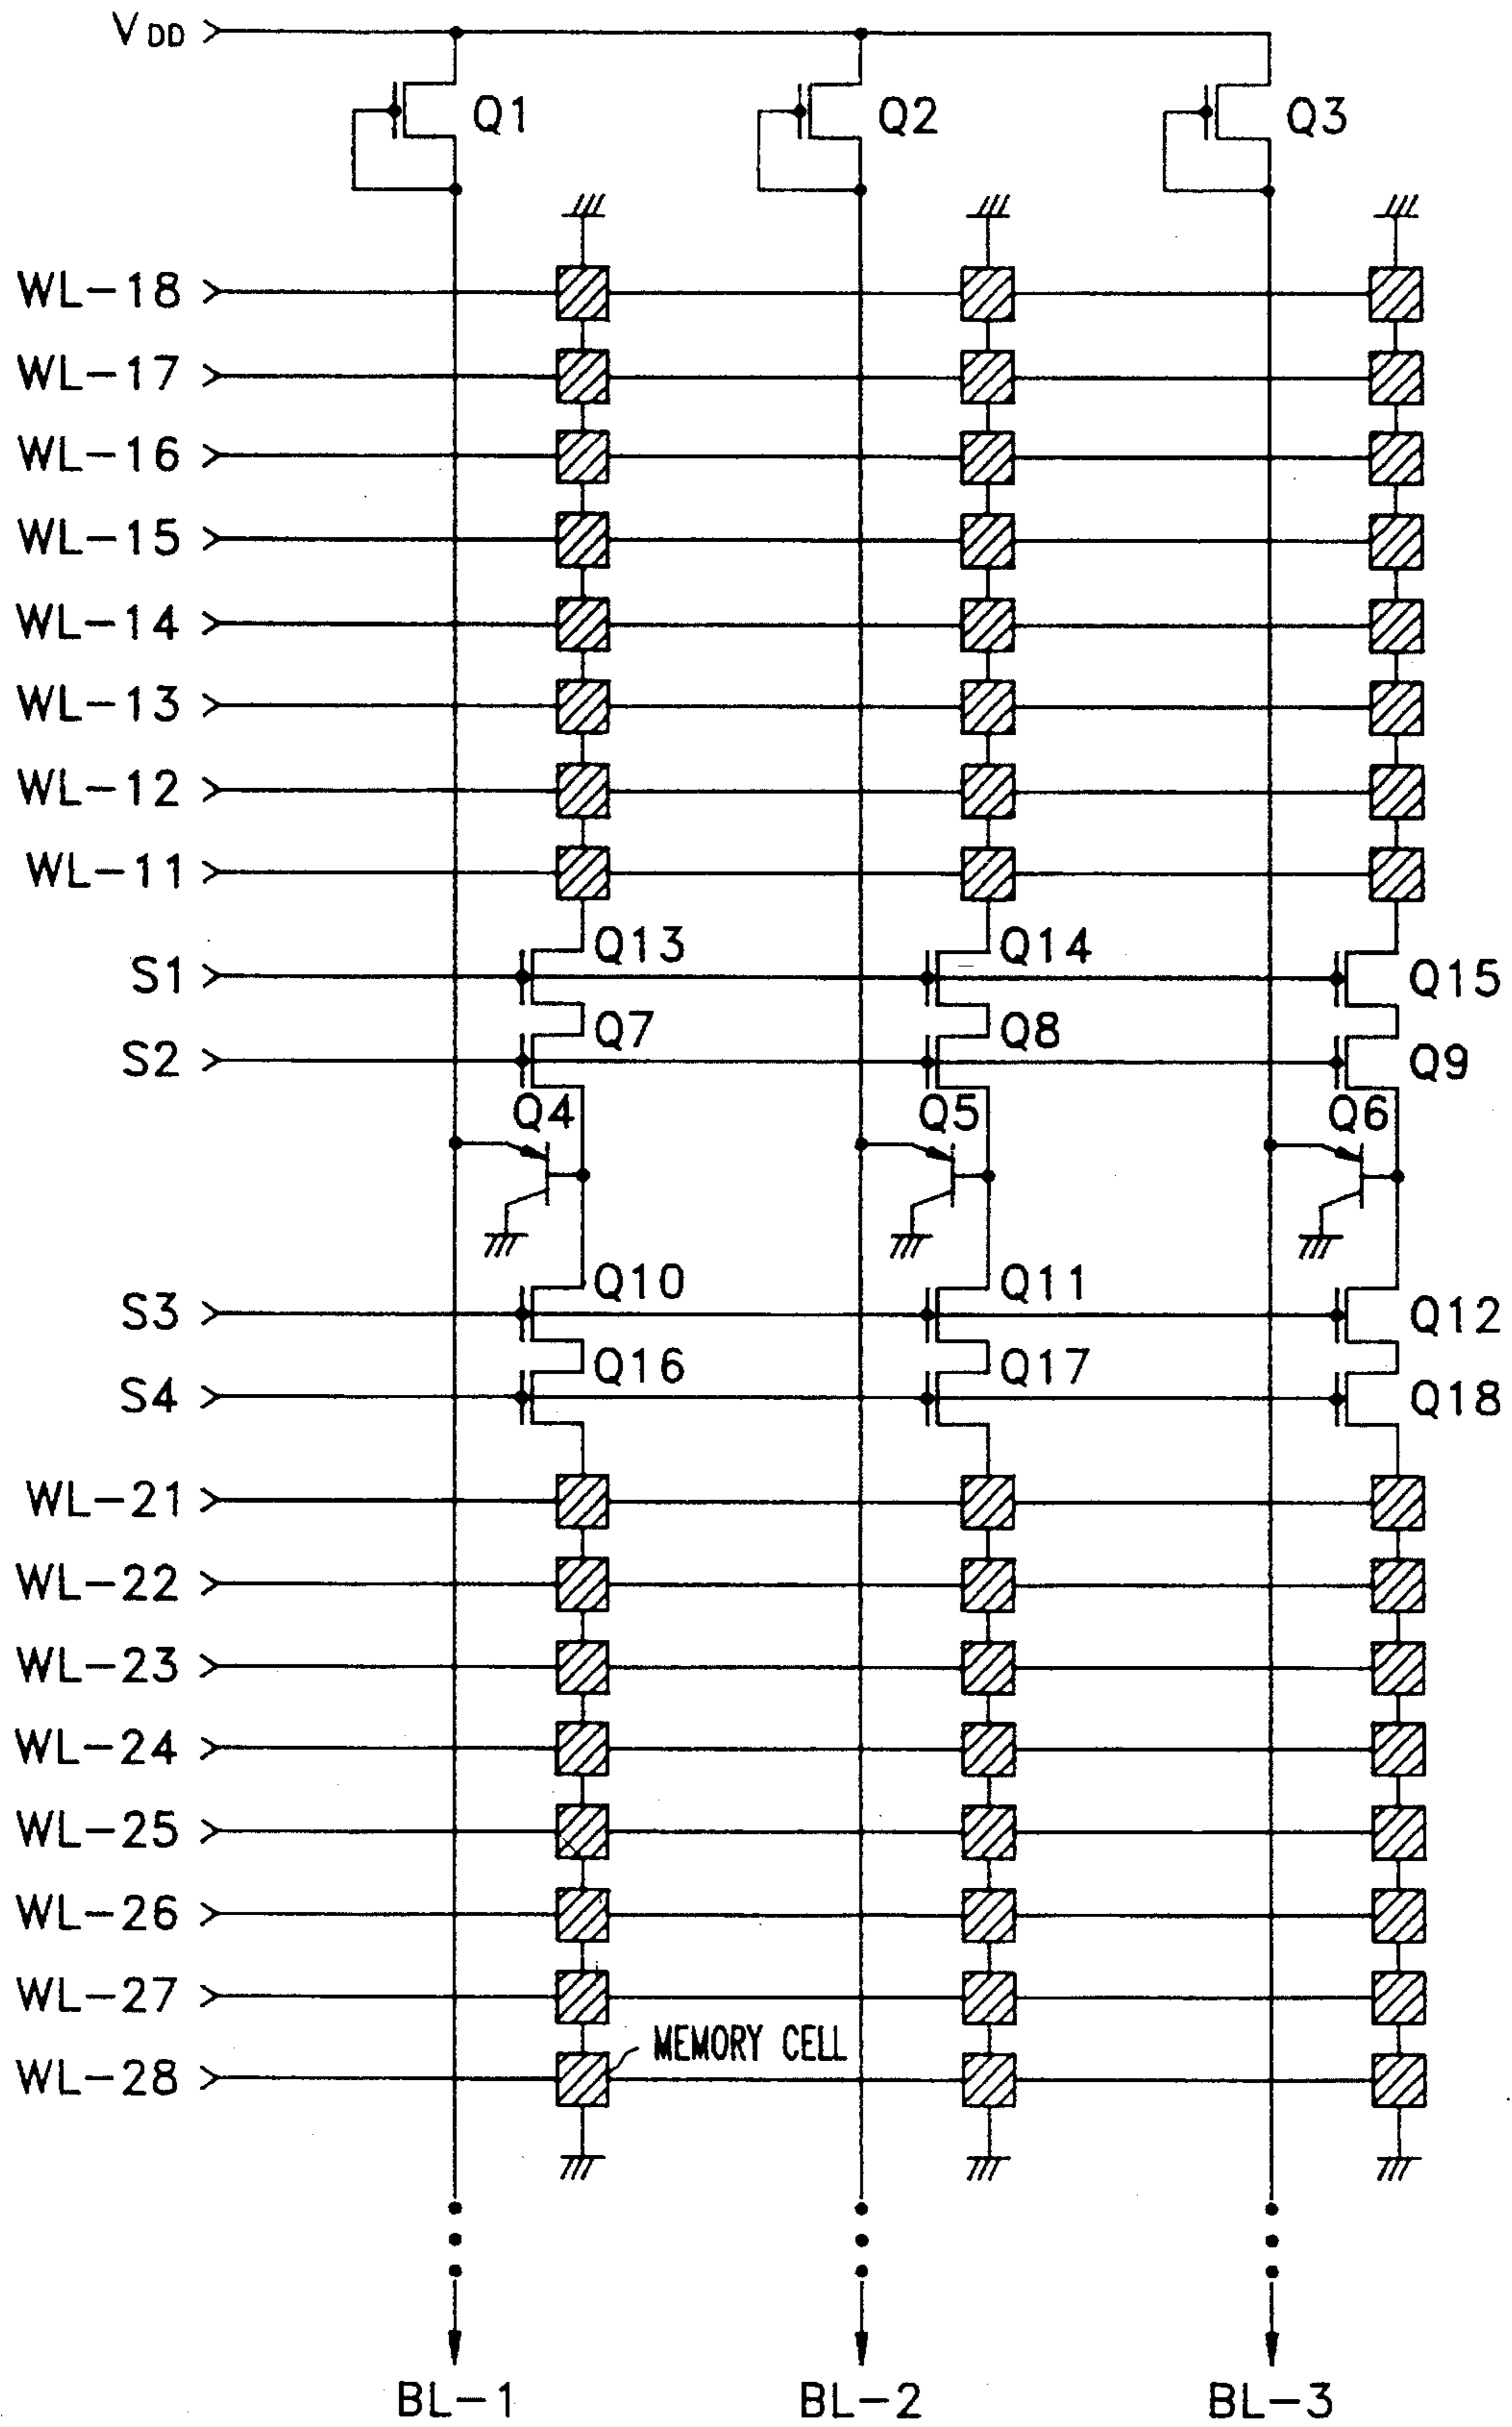 VDD
Q1 Q2 Q3
WL-18
WL-17
WL-16
WL-15
WL-14
WL-13
WL-12
WL-11
Q13 Q14
S1 Q15
Q7 Q8
S2 Q9
Q4 Q5 Q6
Q10 Q11
S3 Q12
Q16 Q17
S4 Q18
WL-21
WL-22
WL-23
WL-24
WL-25
WL-26
WL-27
MEMORY CELL
WL-28
BL-1 BL-2 BL-3